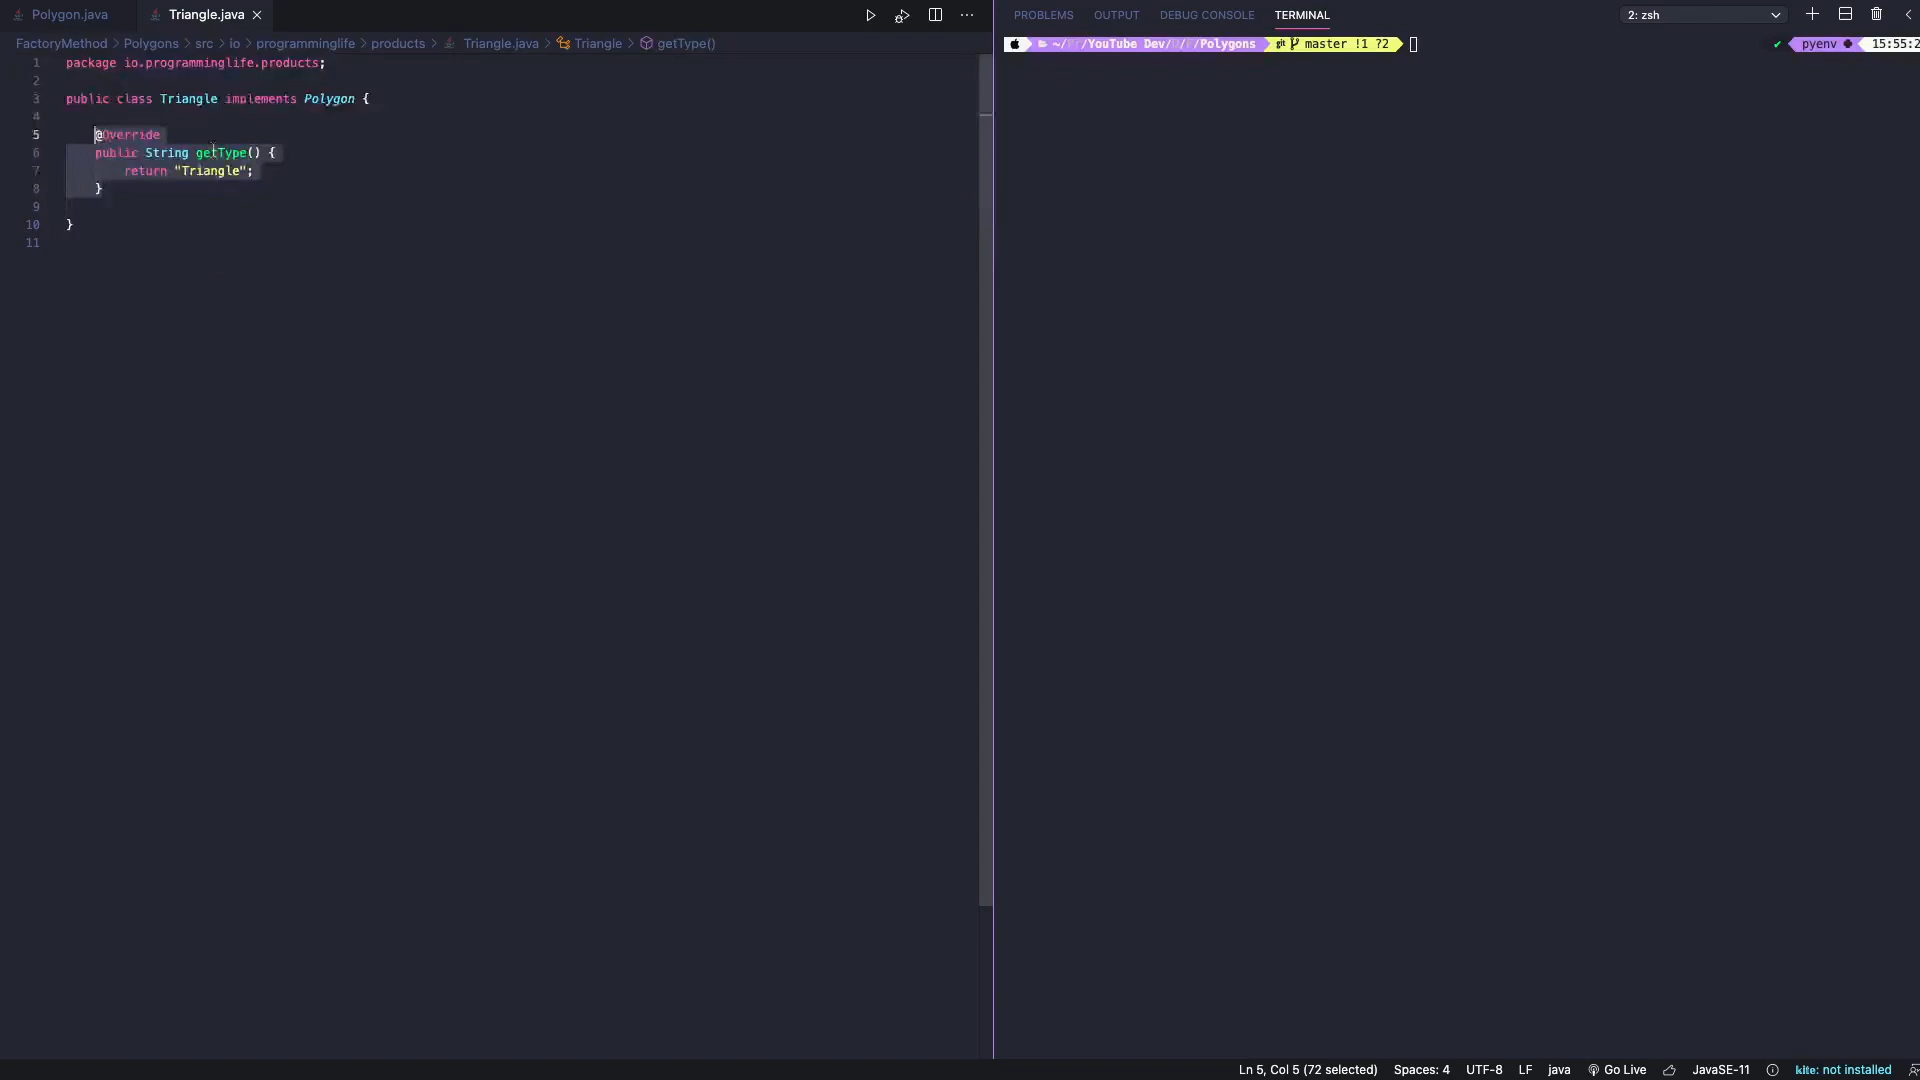 Polygon.java
Triangle.java
FactoryMethod > Polygons > src > io > programminglife > products > Triangle.java > Triangle > getType()
1 package io.programminglife.products;
2
3 public class Triangle implements Polygon {
4
5 @Override
6 public String getType() {
7 return "Triangle";
8 }
9
10 }
11
PROBLEMS OUTPUT DEBUG CONSOLE TERMINAL
2: zsh
/YouTube Dev/ / /Polygons git master !1 ?2
✔ pyenv 15:55:2
Ln 5, Col 5 (72 selected) Spaces: 4 UTF-8 LF java Go Live JavaSE-11 kite: not installed